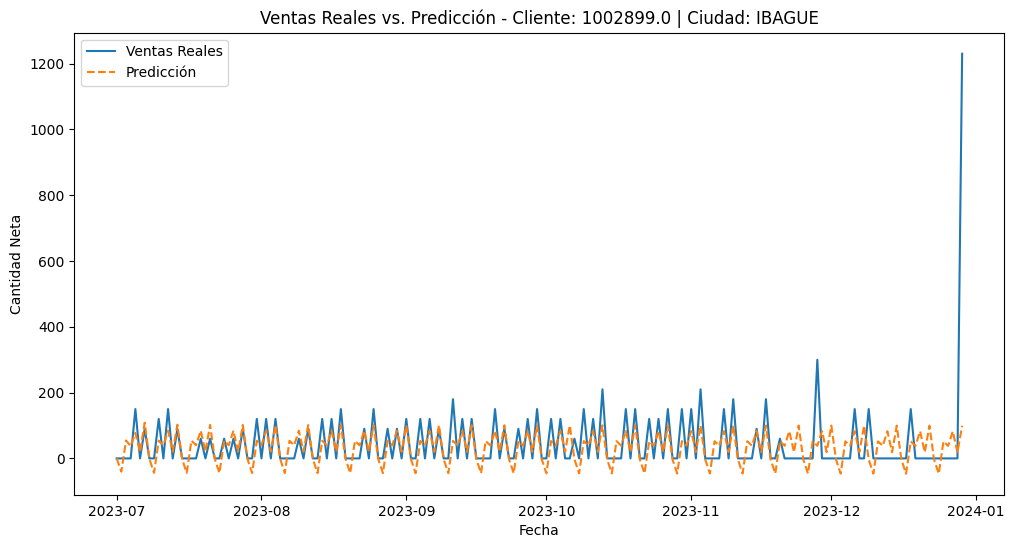 Ventas Reales vs. Predicción - Cliente: 1002899.0 | Ciudad: IBAGUE
Ventas Reales
Predicción
Cantidad Neta
1200
1000
800
600
400
200
0
2023-07
2023-08
2023-09
2023-10
2023-11
2023-12
2024-01
Fecha